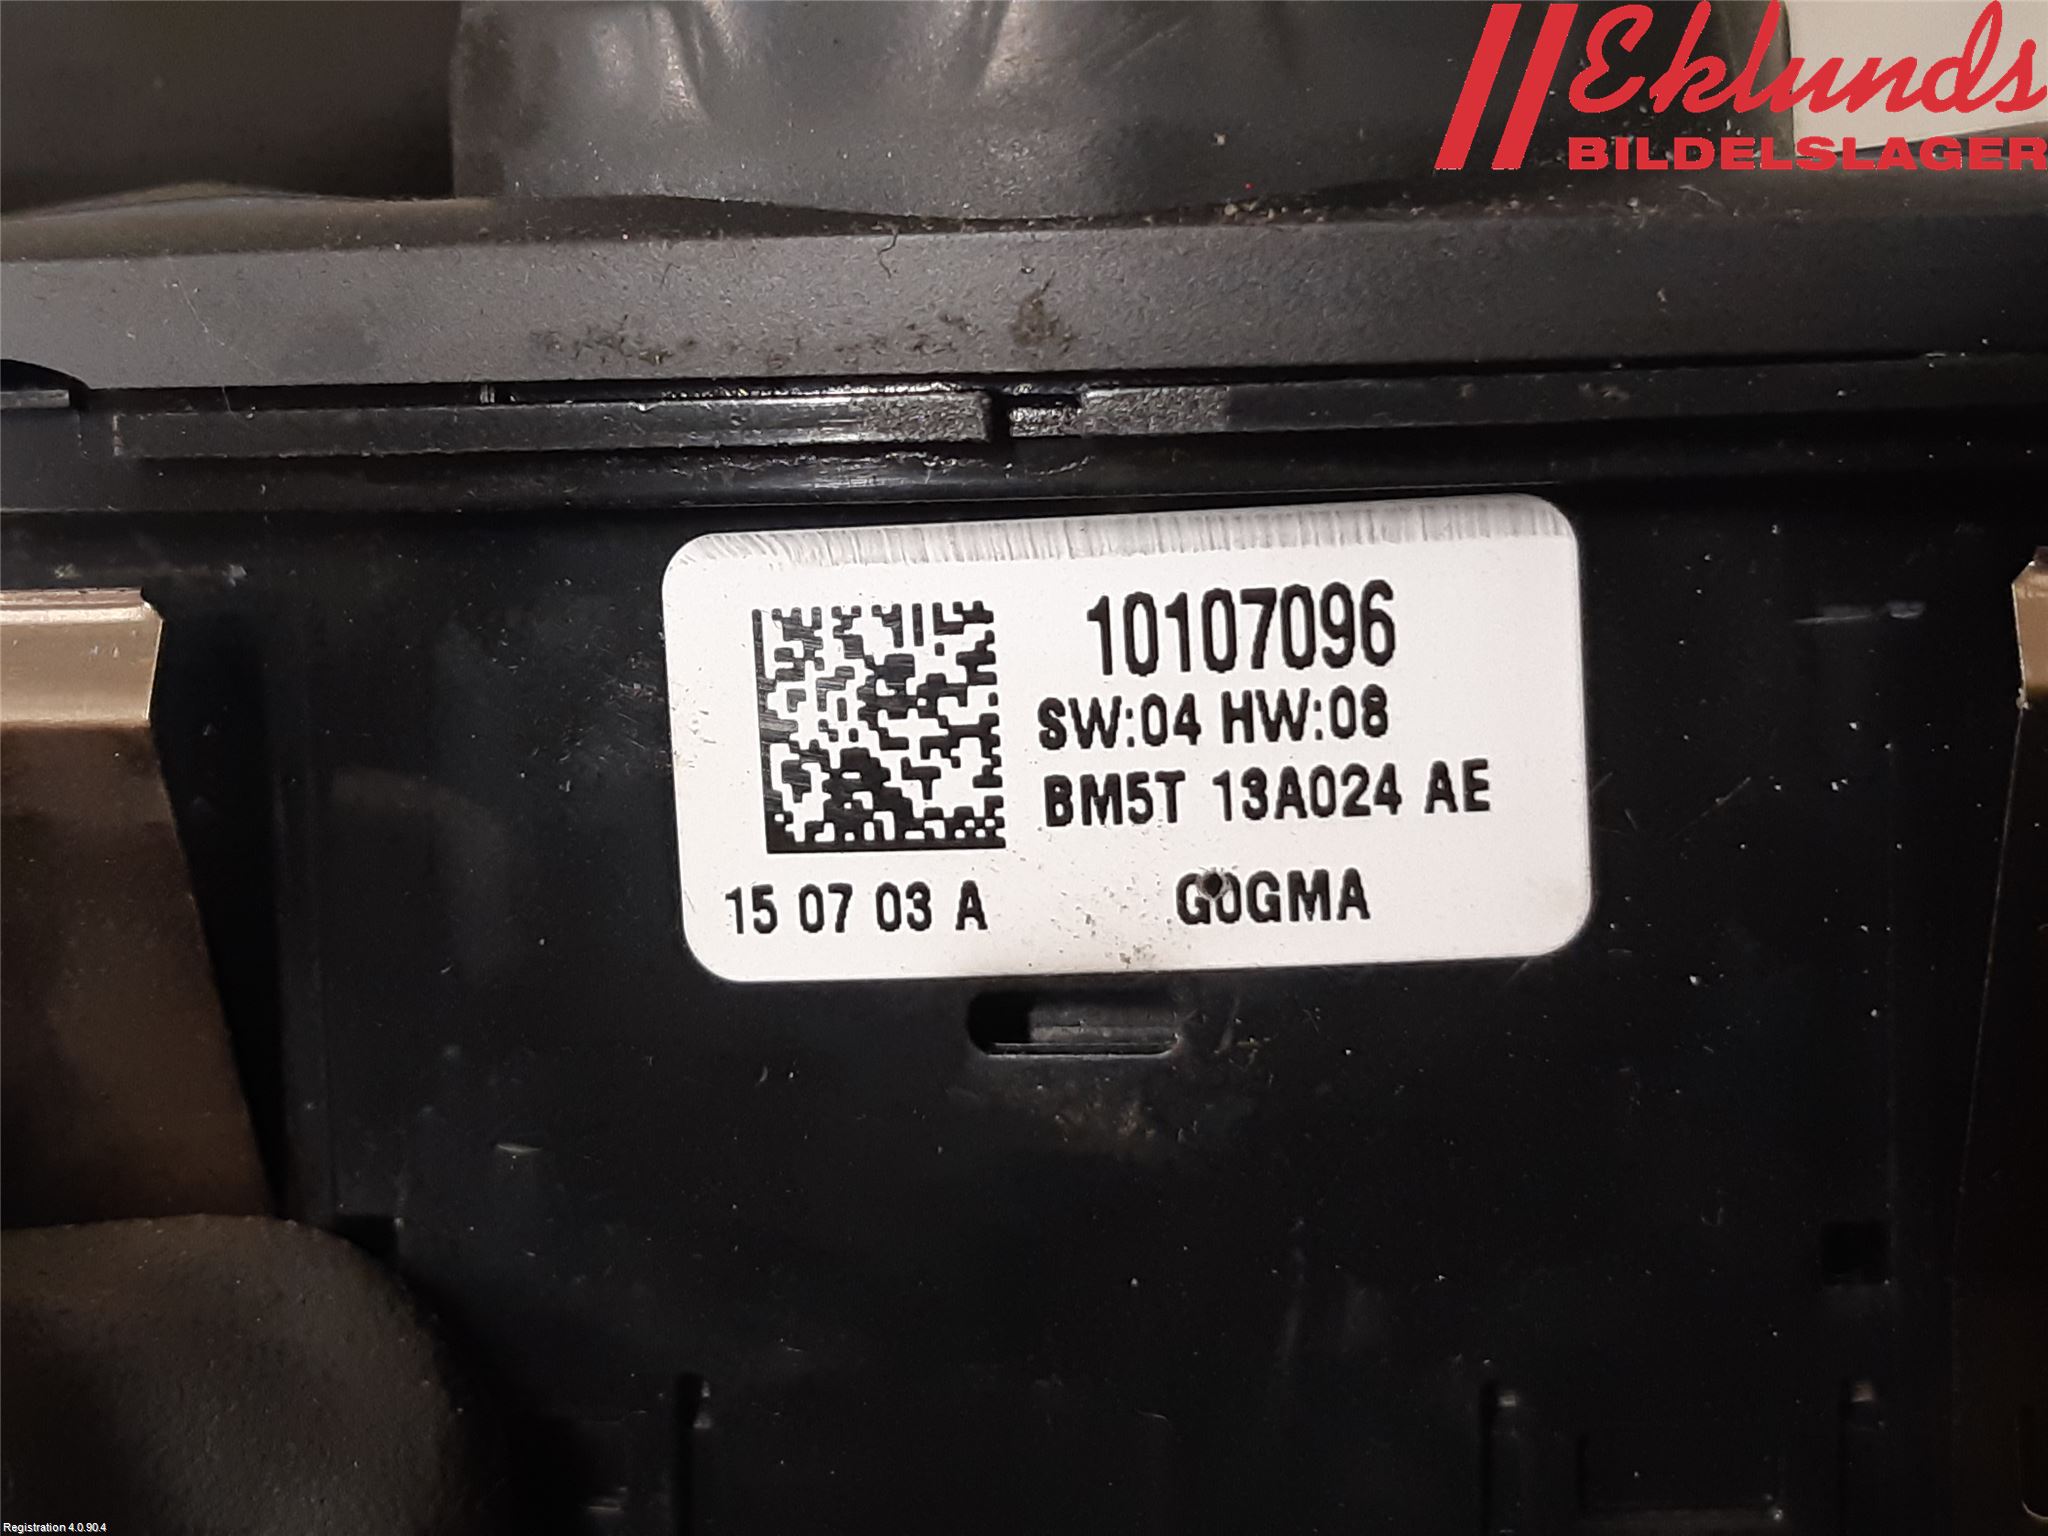 Eklunds
BILDELSLAGER
10107096
SW:04 HW:08
BM5T 13A024 AE
15 07 03 A
G0GMA
Registration 4.0.90.4